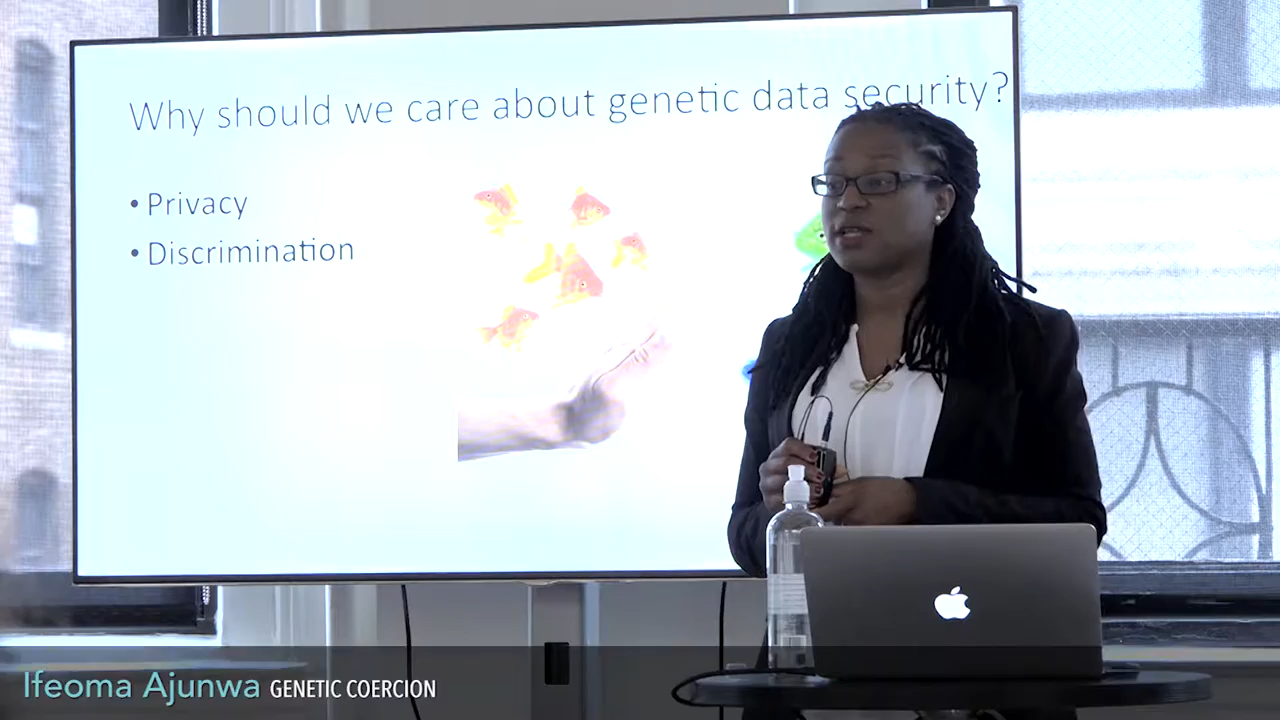 Why should we care about genetic data security?
• Privacy
• Discrimination
Ifeoma Ajunwa GENETIC COERCION